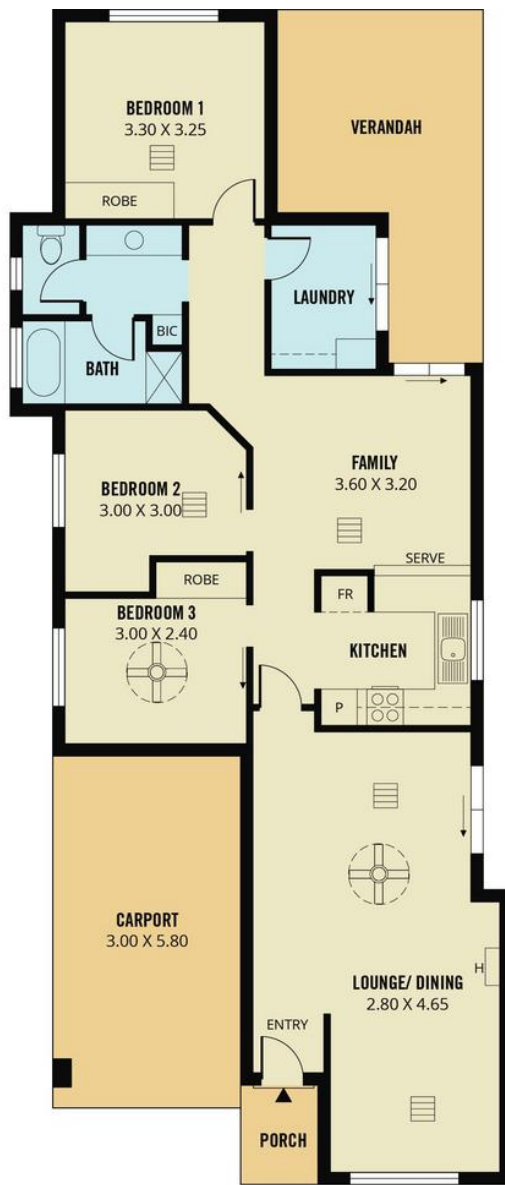 BEDROOM 1
3.30 X 3.25
ROBE
VERANDAH
LAUNDRY
BIC
BATH
BEDROOM 2
3.00 X 3.00
FAMILY
3.60 X 3.20
SERVE
ROBE
FR
BEDROOM 3
3.00 X 2.40
KITCHEN
P
CARPORT
3.00 X 5.80
H
LOUNGE/ DINING
2.80 X 4.65
ENTRY
PORCH